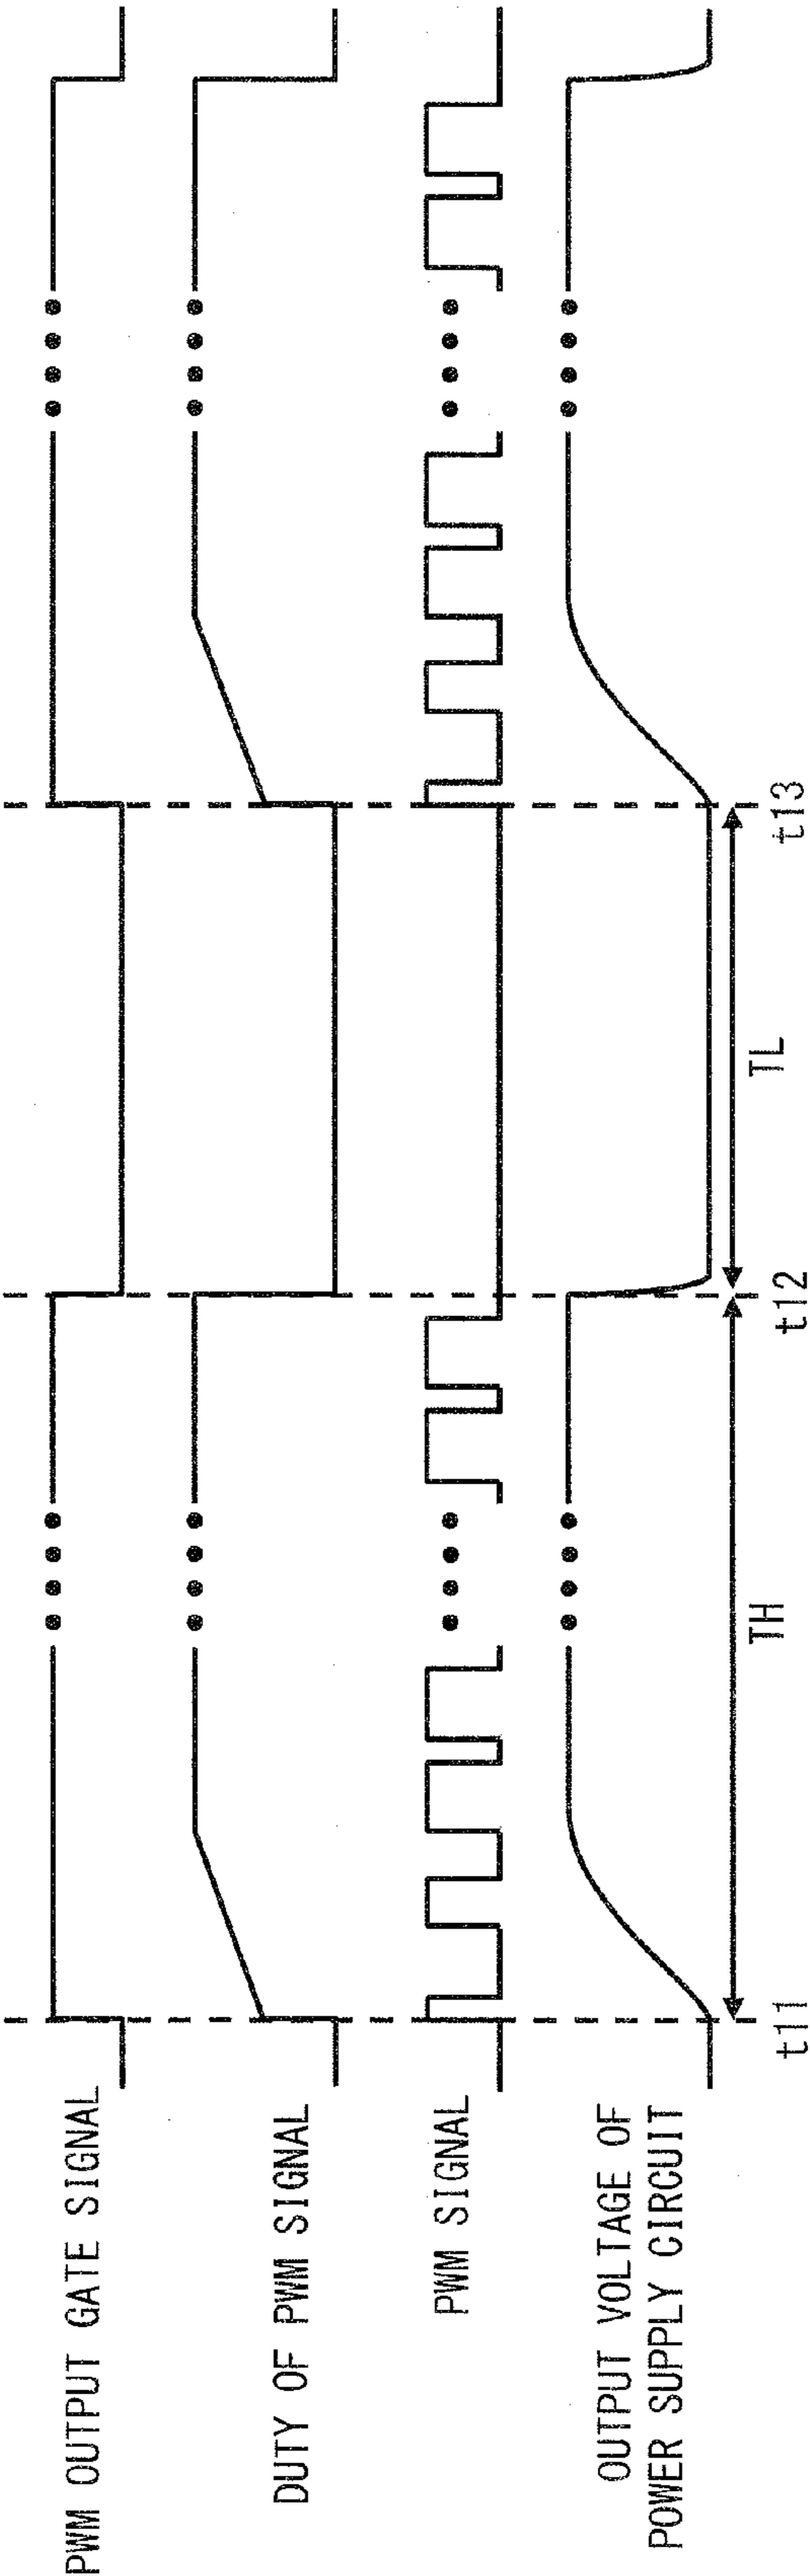 PWM OUTPUT GATE SIGNAL
DUTY OF PWM SIGNAL
PWM SIGNAL
OUTPUT VOLTAGE OF
POWER SUPPLY CIRCUIT
TH
TL
t11
t12
t13